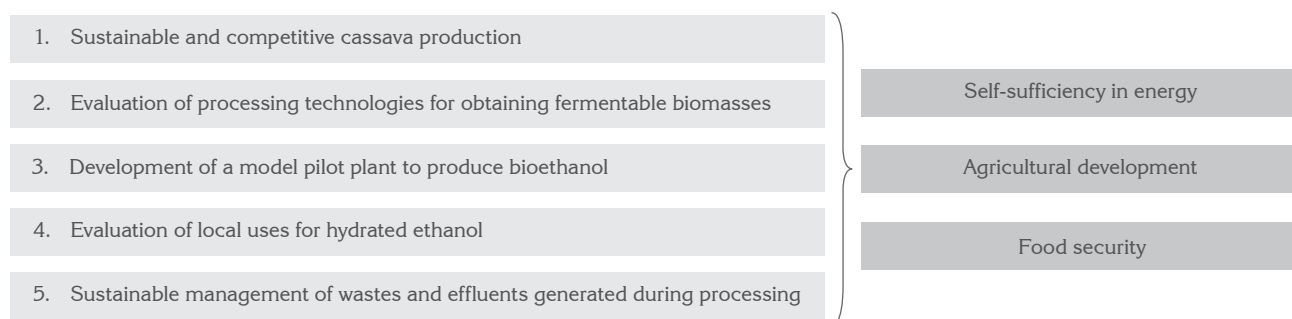 1. Sustainable and competitive cassava production
2. Evaluation of processing technologies for obtaining fermentable biomasses
3. Development of a model pilot plant to produce bioethanol
4. Evaluation of local uses for hydrated ethanol
5. Sustainable management of wastes and effluents generated during processing
Self-sufficiency in energy
Agricultural development
Food security